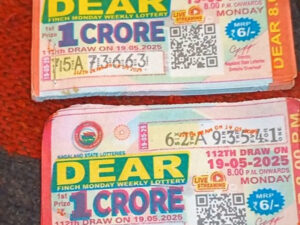 DEAR
FINCH MONDAY WEEKLY LOTTERY
LIVE STREAMING
8.00 P.M. ONWARDS
MONDAY
1st Prize ₹ 1 CRORE
MRP ₹6/-
112th DRAW ON 19.05.2025
75A 73663
DEAR 8.0
NAGALAND STATE LOTTERIES
62A 93541
112TH DRAW ON
19-05-2025
DEAR
FINCH MONDAY WEEKLY LOTTERY
LIVE STREAMING
8.00 P.M. ONWARDS
MONDAY
1st Prize ₹ 1 CRORE
MRP ₹6/-
112th DRAW ON 19.05.2025